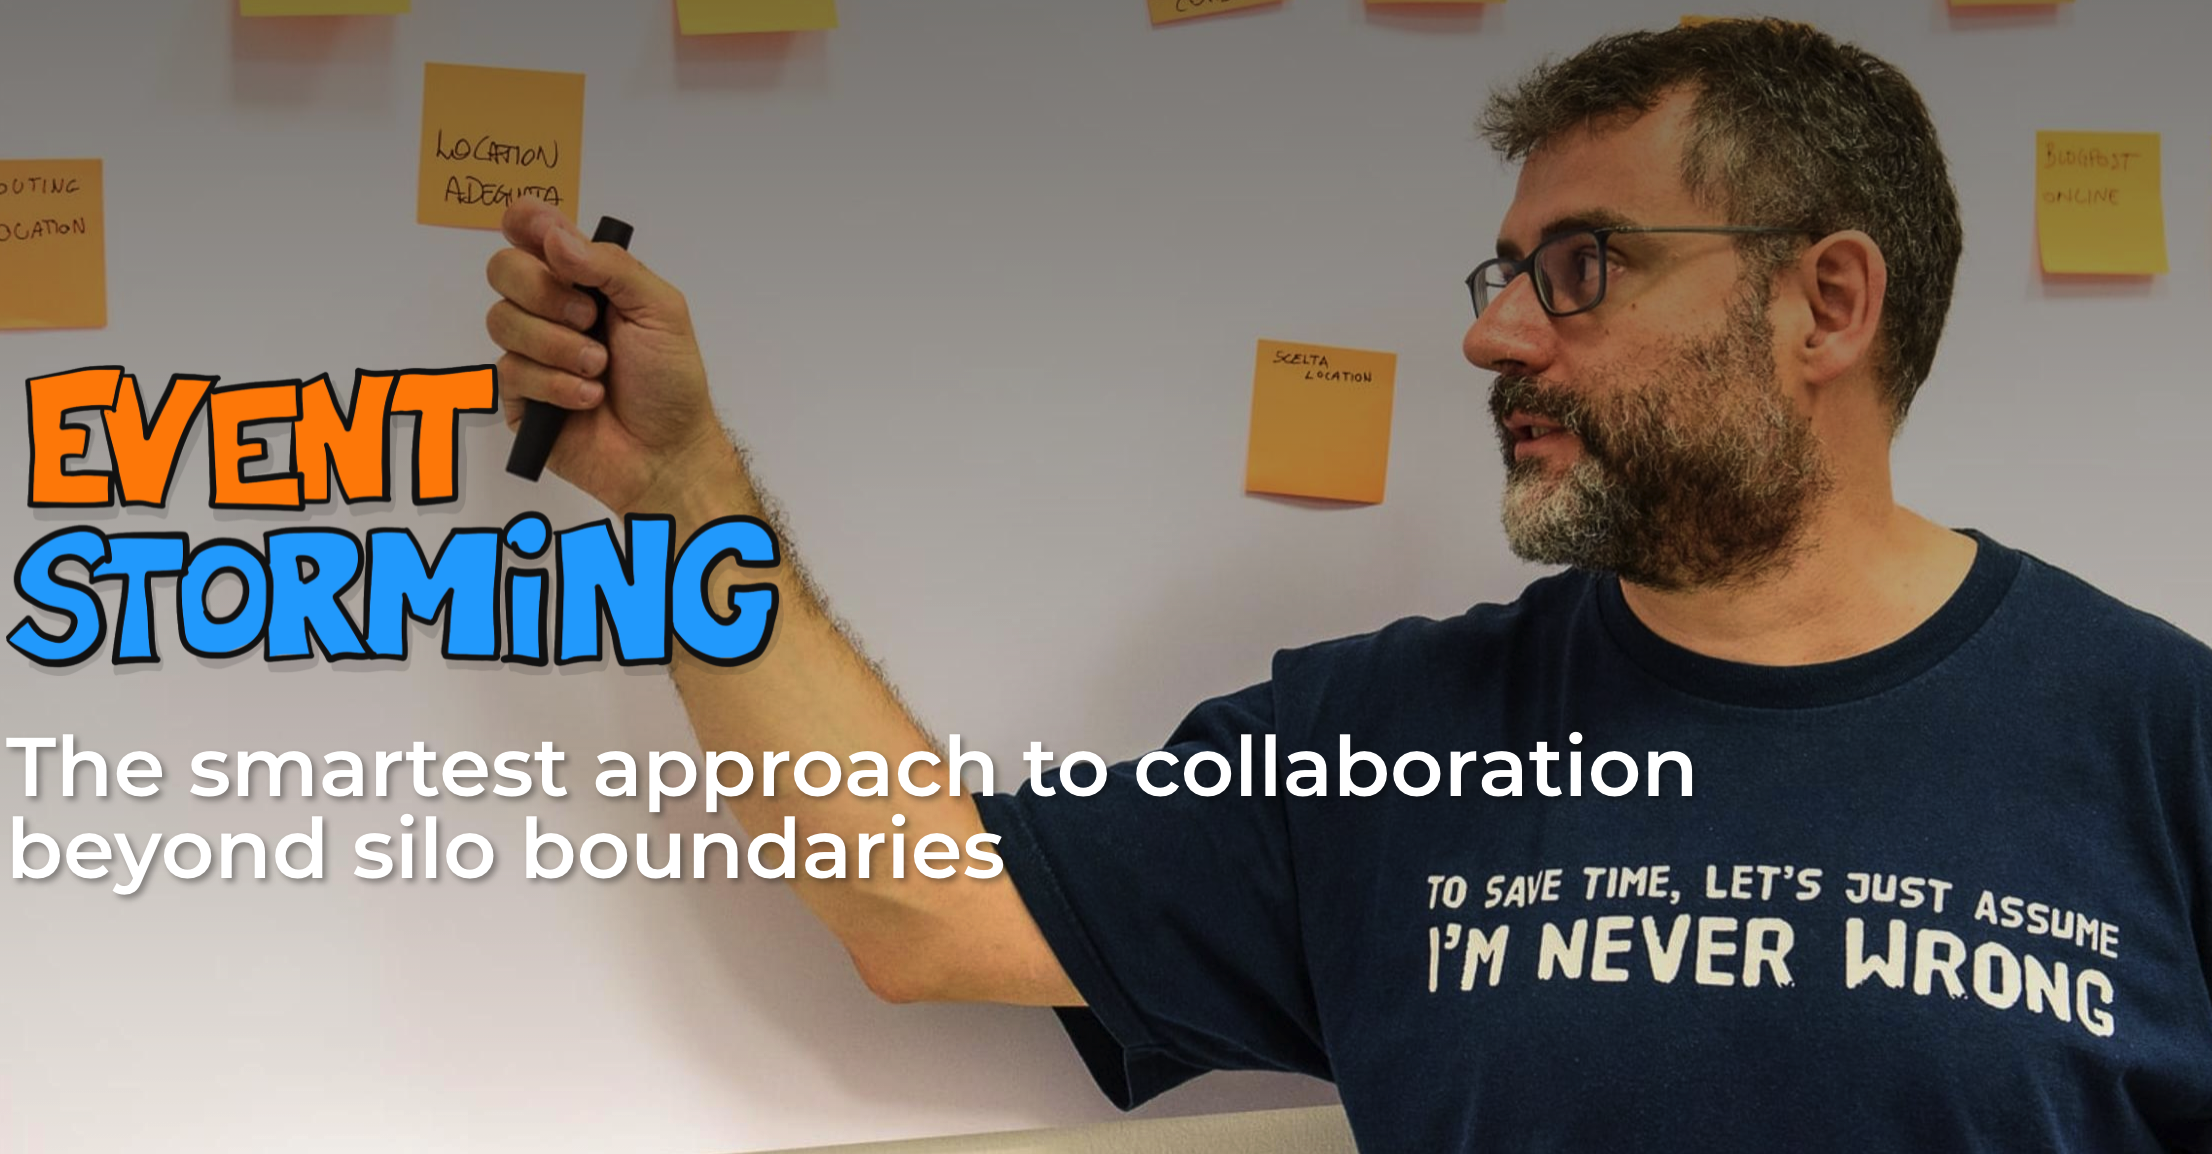 LOCATION
ADEGUATA
OUTING
OCATION
BLOGPOST
ONLINE
SCELTA
LOCATION
EVENT
STORMiNG
The smartest approach to collaboration
beyond silo boundaries
TO SAVE TIME, LET'S JUST ASSUME
I'M NEVER WRONG